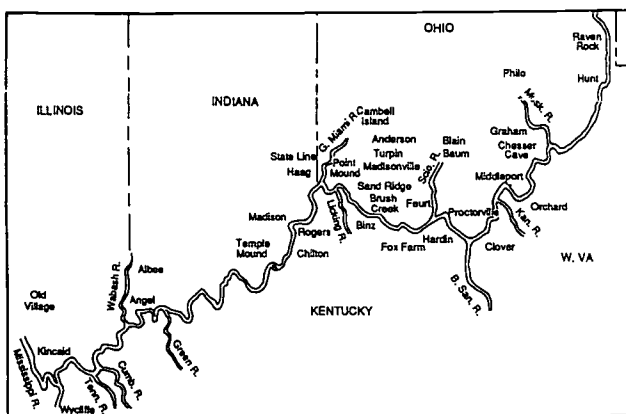 OHIO
Raven
Rock
Philo
Hunt
INDIANA
ILLINOIS
Musk. R.
Cambell
Island
G. Miami R.
Graham
Anderson
Blain
Chesser
Cave
Turpin
Baum
State Line
Madisonville
Point
Mound
Haag
Scio. R.
Middleport
Sand Ridge
Brush
Creek
Feurt
Proctorville
Orchard
Kan. R.
Licking R.
Madison
Rogers
Binz
Hardin
Clover
Temple
Mound
Chilton
Fox Farm
W. VA
Albee
Wabash R.
B. San. R.
Old
Village
Angel
KENTUCKY
Green R.
Kincaid
Mississippi R.
Cumb. R.
Tenn. R.
Wycliffe